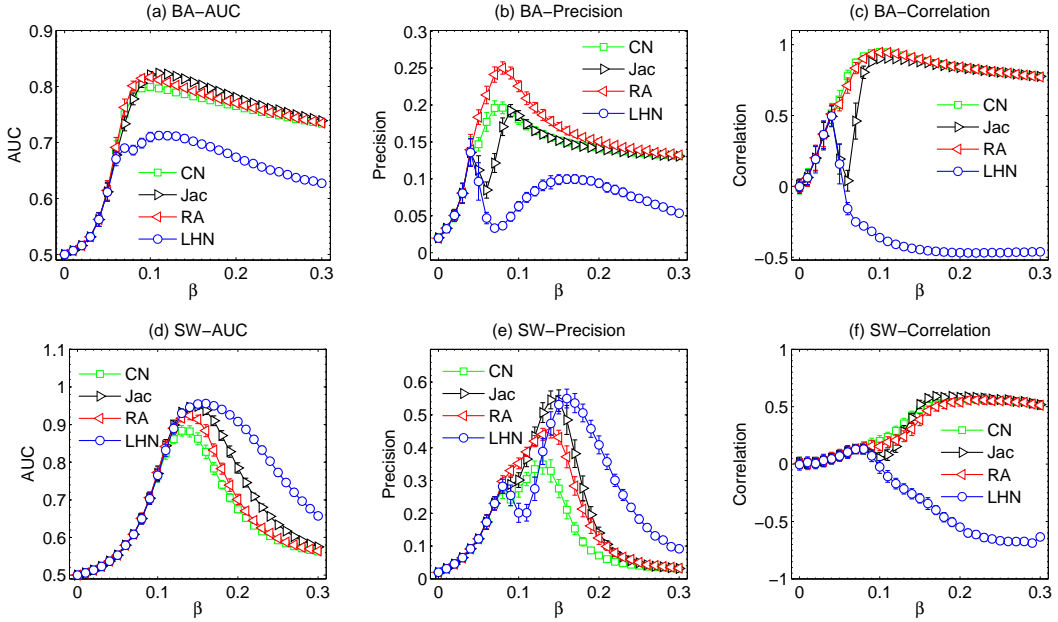 (a) BA−AUC
(b) BA−Precision
(c) BA−Correlation
0.9
0.8
0.7
0.6
0.5
0 0.1 0.2 0.3
AUC
β
CN
Jac
RA
LHN
0.25
0.2
0.15
0.1
0.05
0
0 0.1 0.2 0.3
Precision
β
CN
Jac
RA
LHN
1
0.5
0
−0.5
0 0.1 0.2 0.3
Correlation
β
CN
Jac
RA
LHN
(d) SW−AUC
(e) SW−Precision
(f) SW−Correlation
1.1
1
0.9
0.8
0.7
0.6
0.5
0 0.1 0.2 0.3
AUC
β
CN
Jac
RA
LHN
0.6
0.5
0.4
0.3
0.2
0.1
0
0 0.1 0.2 0.3
Precision
β
CN
Jac
RA
LHN
1
0.5
0
−0.5
−1
0 0.1 0.2 0.3
Correlation
β
CN
Jac
RA
LHN